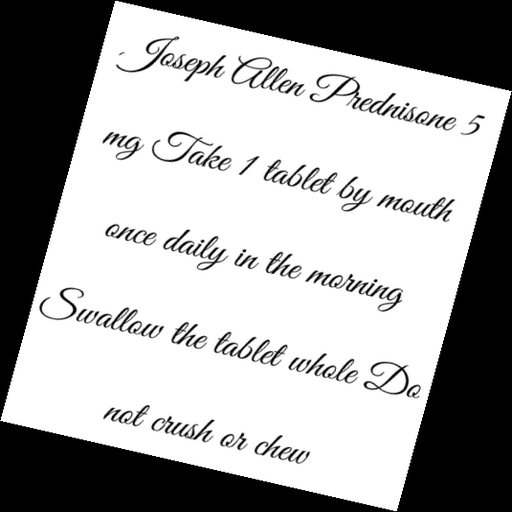 Joseph Allen Prednisone 5
mg Take 1 tablet by mouth
once daily in the morning
Swallow the tablet whole Do
not crush or chew